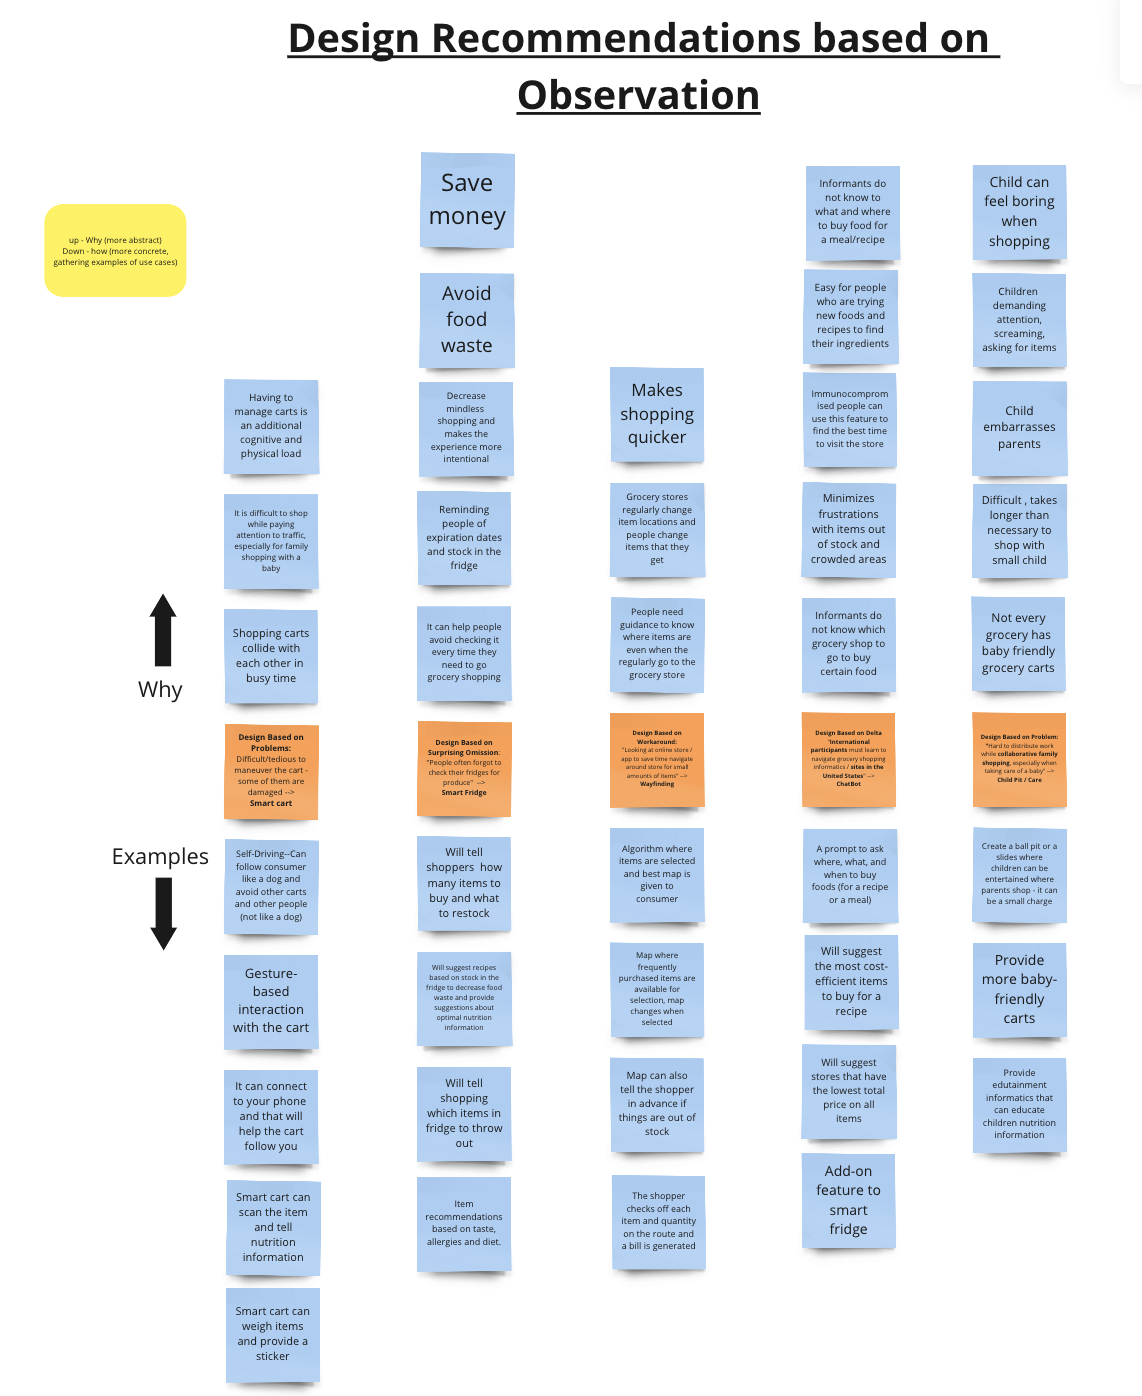 Design Recommendations based on
Observation
up - Why (more abstract)
Down - how (more concrete,
gathering examples of use cases)
Why
Examples
Having to
manage carts is
an additional
cognitive and
physical load
It is difficult to shop
while paying
attention to traffic,
especially for family
shopping with a
baby
Shopping carts
collide with
each other in
busy time
Design Based on
Problems:
Difficult/tedious to
maneuver the cart -
some of them are
damaged -->
Smart cart
Self-Driving--Can
follow consumer
like a dog and
avoid other carts
and other people
(not like a dog)
Gesture-
based
interaction
with the cart
It can connect
to your phone
and that will
help the cart
follow you
Smart cart can
scan the item
and tell
nutrition
information
Smart cart can
weigh items
and provide a
sticker
Save
money
Avoid
food
waste
Decrease
mindless
shopping and
makes the
experience more
intentional
Reminding
people of
expiration dates
and stock in the
fridge
It can help people
avoid checking it
every time they
need to go
grocery shopping
Design Based on
Surprising Omission:
"People often forgot to
check their fridges for
produce" -->
Smart Fridge
Will tell
shoppers how
many items to
buy and what
to restock
Will suggest recipes
based on stock in the
fridge to decrease food
waste and provide
suggestions about
optimal nutrition
information
Will tell
shopping
which items in
fridge to throw
out
Item
recommendations
based on taste,
allergies and diet.
Makes
shopping
quicker
Grocery stores
regularly change
item locations and
people change
items that they
get
People need
guidance to know
where items are
even when the
regularly go to the
grocery store
Design Based on
Workaround:
"Looking at online store /
app to save time navigate
around store for small
amounts of items" -->
Wayfinding
Algorithm where
items are selected
and best map is
given to
consumer
Map where
frequently
purchased items are
available for
selection, map
changes when
selected
Map can also
tell the shopper
in advance if
things are out of
stock
The shopper
checks off each
item and quantity
on the route and
a bill is generated
Informants do
not know to
what and where
to buy food for
a meal/recipe
Easy for people
who are trying
new foods and
recipes to find
their ingredients
Immunocomprom
ised people can
use this feature to
find the best time
to visit the store
Minimizes
frustrations
with items out
of stock and
crowded areas
Informants do
not know which
grocery shop to
go to buy
certain food
Design Based on Delta
"International
participants must learn to
navigate grocery shopping
informatics / sites in the
United States" -->
ChatBot
A prompt to ask
where, what, and
when to buy
foods (for a recipe
or a meal)
Will suggest
the most cost-
efficient items
to buy for a
recipe
Will suggest
stores that have
the lowest total
price on all
items
Add-on
feature to
smart
fridge
Child can
feel boring
when
shopping
Children
demanding
attention,
screaming,
asking for items
Child
embarrasses
parents
Difficult , takes
longer than
necessary to
shop with
small child
Not every
grocery has
baby friendly
grocery carts
Design Based on Problem:
"Hard to distribute work
while collaborative family
shopping, especially when
taking care of a baby" -->
Child Pit / Care
Create a ball pit or a
slides where
children can be
entertained where
parents shop - it can
be a small charge
Provide
more baby-
friendly
carts
Provide
edutainment
informatics that
can educate
children nutrition
information